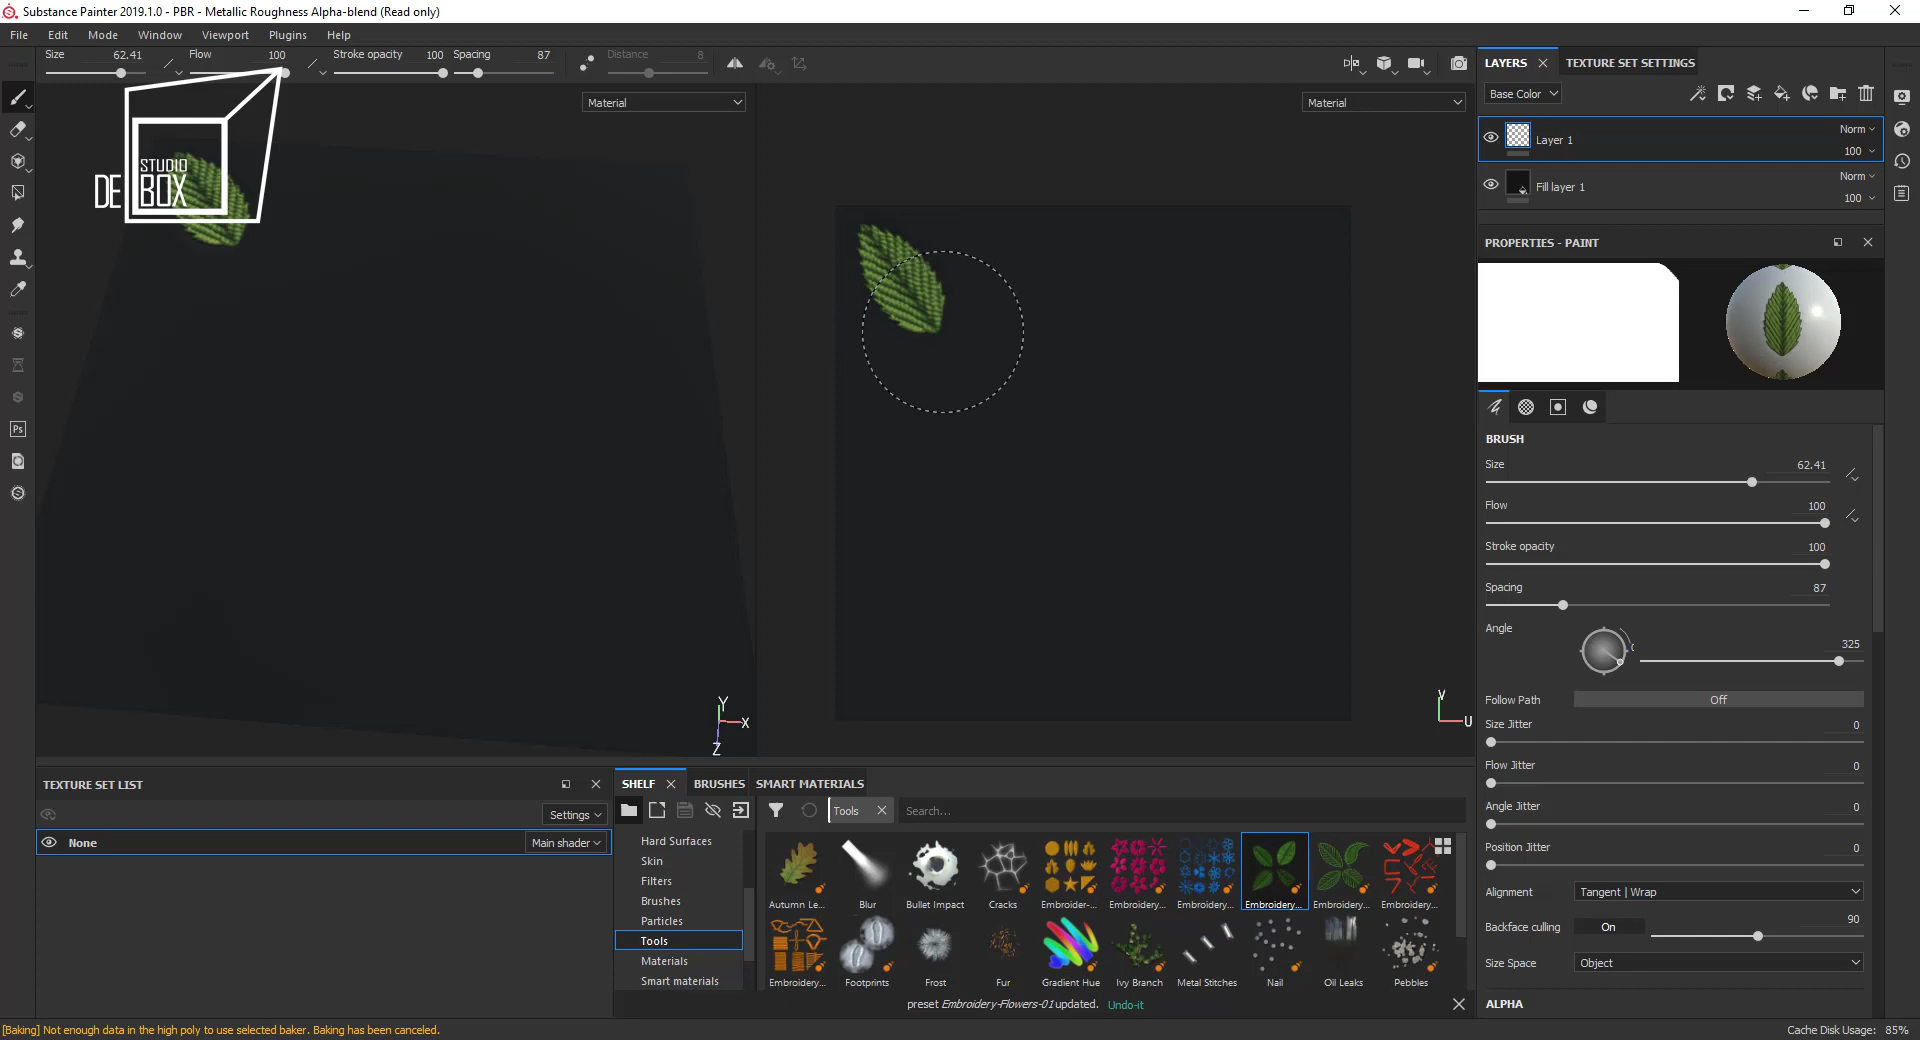 Substance Painter 2019.1.0 - PBR - Metallic Roughness Alpha-blend (Read only)
File Edit Mode Window Viewport Plugins Help
Size 62.41 Flow 100 Stroke opacity 100 Spacing 87 Distance 8
Material
Material
DE STUDIO BOX
LAYERS TEXTURE SET SETTINGS
Base Color
Layer 1 Norm 100
Fill layer 1 Norm 100
PROPERTIES - PAINT
BRUSH
Size 62.41
Flow 100
Stroke opacity 100
Spacing 87
Angle 325
Follow Path Off
Size Jitter 0
Flow Jitter 0
Angle Jitter 0
Position Jitter 0
Alignment Tangent | Wrap
Backface culling On 90
Size Space Object
ALPHA
Y X Z
V U
Ps
TEXTURE SET LIST
Settings
None Main shader
SHELF BRUSHES SMART MATERIALS
Tools Search...
Hard Surfaces
Skin
Filters
Brushes
Particles
Tools
Materials
Smart materials
Autumn Le... Blur Bullet Impact Cracks Embroider-... Embroidery... Embroidery... Embroidery... Embroidery... Embroidery...
Embroidery... Footprints Frost Fur Gradient Hue Ivy Branch Metal Stitches Nail Oil Leaks Pebbles
preset Embroidery-Flowers-01 updated. Undo-it
[Baking] Not enough data in the high poly to use selected baker. Baking has been canceled.
Cache Disk Usage: 85%